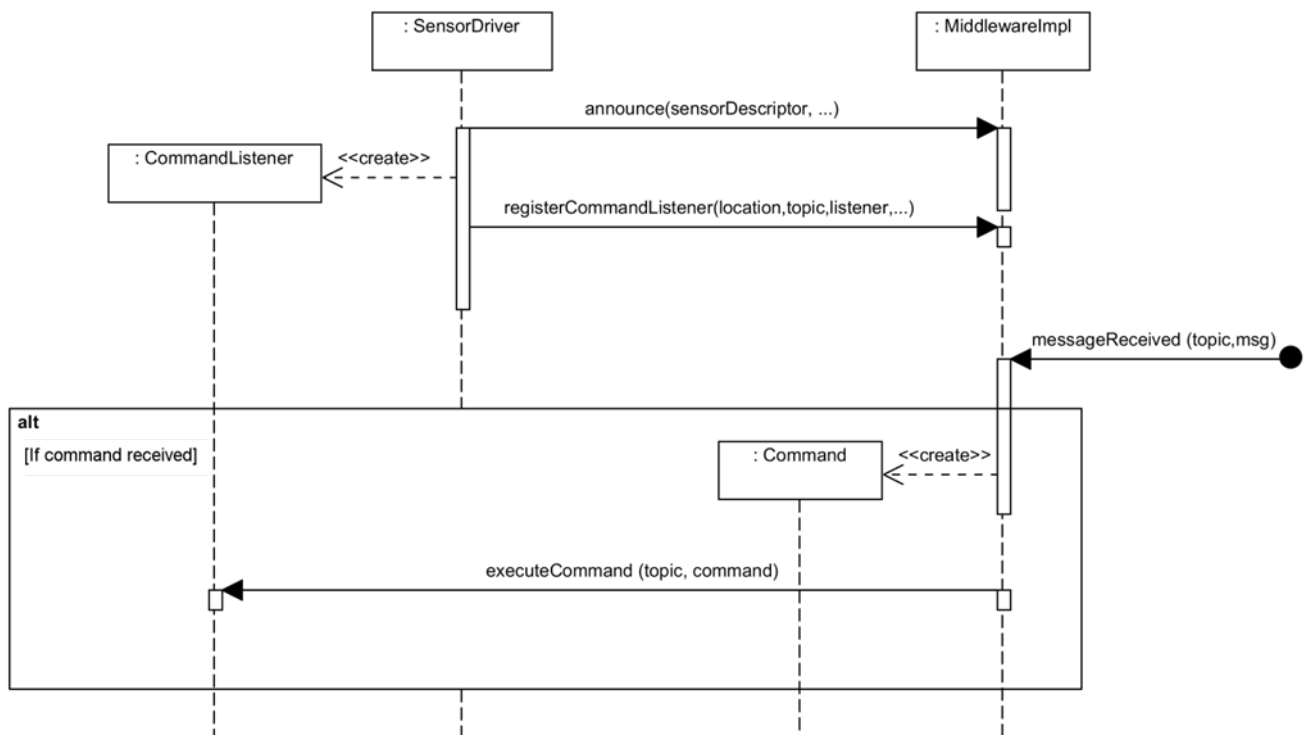 : SensorDriver
: MiddlewareImpl
announce(sensorDescriptor, ...)
: CommandListener
<<create>>
registerCommandListener(location,topic,listener,...)
messageReceived (topic,msg)
alt
[If command received]
: Command
<<create>>
executeCommand (topic, command)